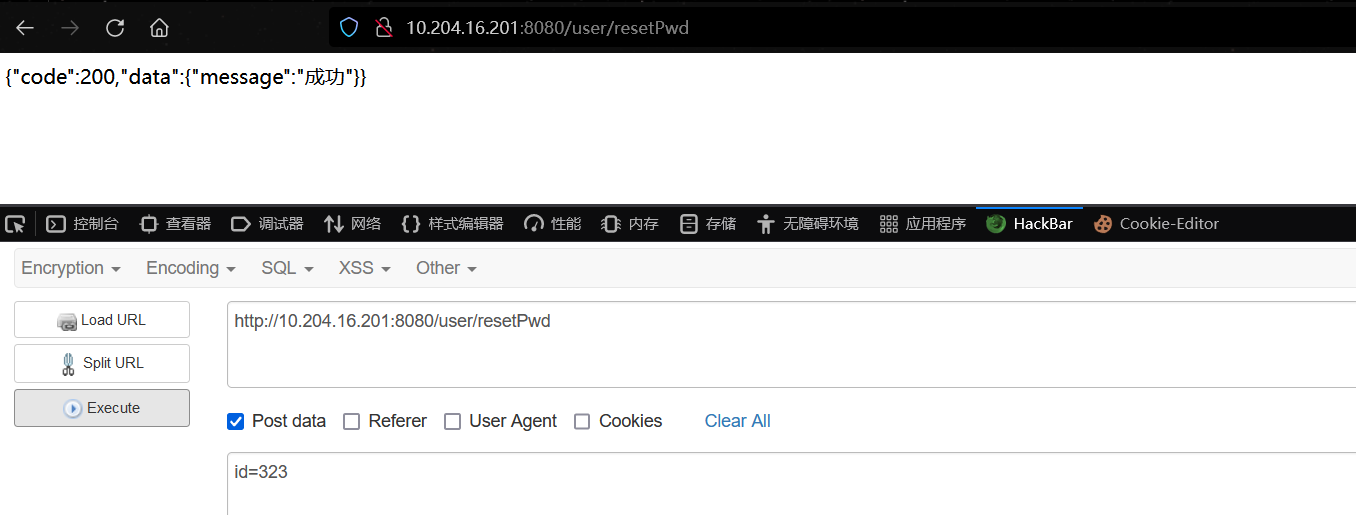 10.204.16.201:8080/user/resetPwd
{"code":200,"data":{"message":"成功"}}
控制台 查看器 调试器 网络 样式编辑器 性能 内存 存储 无障碍环境 应用程序 HackBar Cookie-Editor
Encryption Encoding SQL XSS Other
Load URL
http://10.204.16.201:8080/user/resetPwd
Split URL
Execute
Post data Referer User Agent Cookies Clear All
id=323